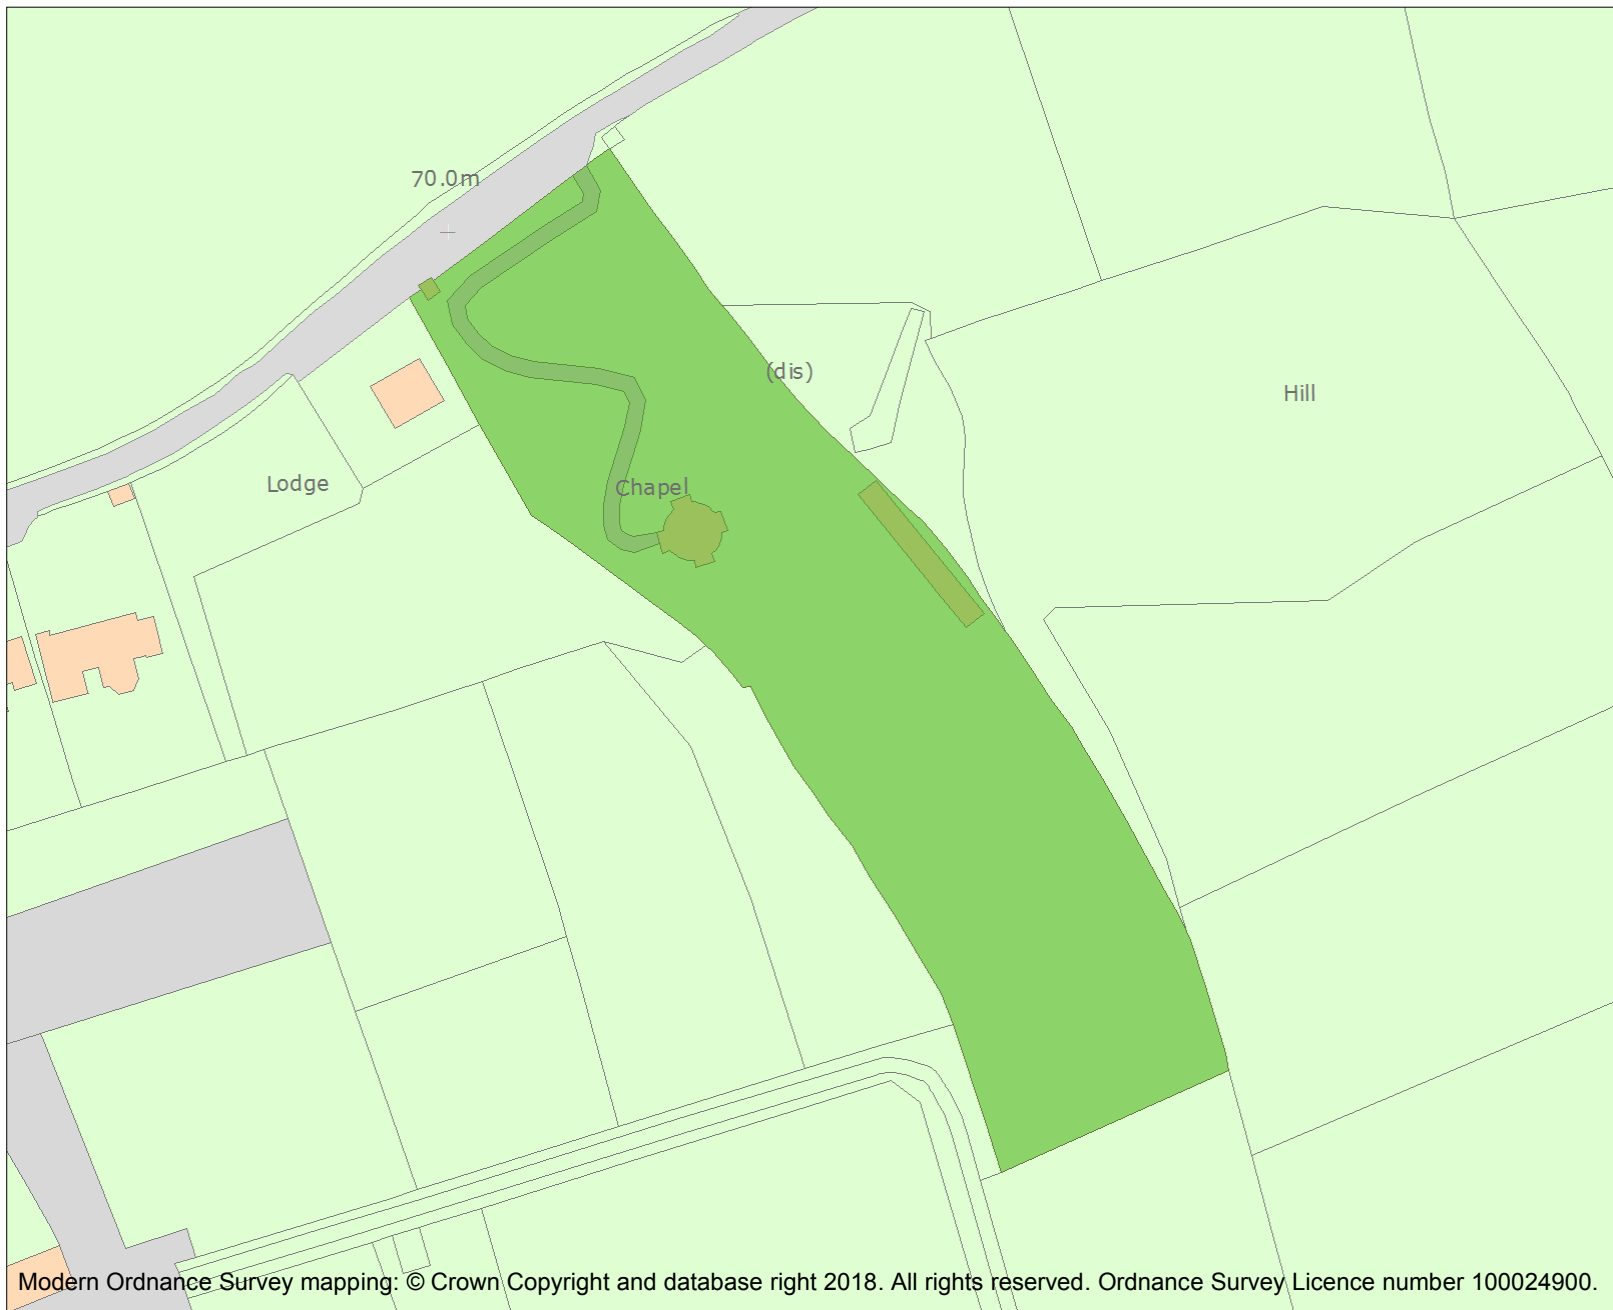 70.0m
(dis)
Hill
Lodge
Chapel
Modern Ordnance Survey mapping: © Crown Copyright and database right 2018. All rights reserved. Ordnance Survey Licence number 100024900.